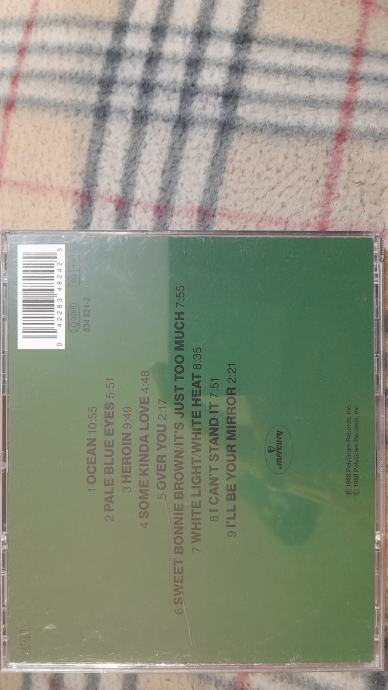 1 OCEAN 10:55
2 PALE BLUE EYES 5:51
3 HEROIN 9:49
4 SOME KINDA LOVE 4:48
5 OVER YOU 2:17
6 SWEET BONNIE BROWN/IT'S JUST TOO MUCH 7:55
7 WHITE LIGHT/WHITE HEAT 8:35
8 I CAN'T STAND IT 7:51
9 I'LL BE YOUR MIRROR 2:21
0 42283 48242 5
834 824-2
mercury
℗ 1988 PolyGram Records, Inc.
© 1988 PolyGram Records, Inc.